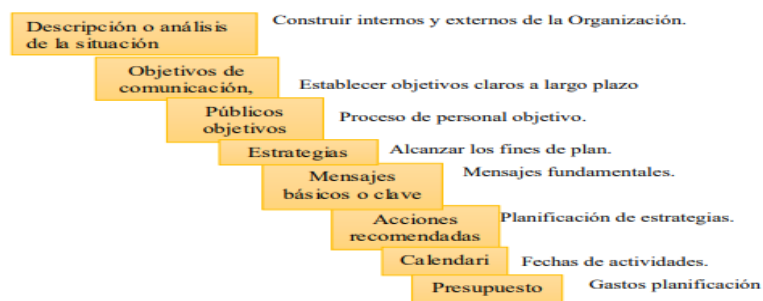 Descripción o análisis
de la situación
Construir internos y externos de la Organización.
Objetivos de
comunicación,
Establecer objetivos claros a largo plazo
Públicos
objetivos
Proceso de personal objetivo.
Estrategias
Alcanzar los fines de plan.
Mensajes
básicos o clave
Mensajes fundamentales.
Acciones
recomendadas
Planificación de estrategias.
Calendari
Fechas de actividades.
Presupuesto
Gastos planificación